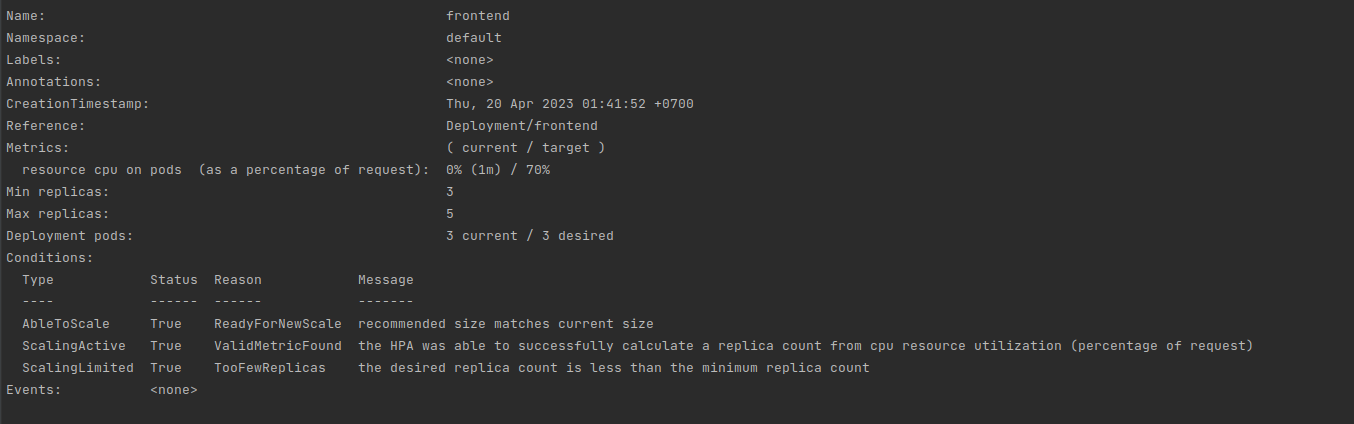 Name:                                                  frontend
Namespace:                                             default
Labels:                                                <none>
Annotations:                                           <none>
CreationTimestamp:                                     Thu, 20 Apr 2023 01:41:52 +0700
Reference:                                             Deployment/frontend
Metrics:                                               ( current / target )
  resource cpu on pods  (as a percentage of request):  0% (1m) / 70%
Min replicas:                                          3
Max replicas:                                          5
Deployment pods:                                       3 current / 3 desired
Conditions:
  Type            Status  Reason            Message
  ----            ------  ------            -------
  AbleToScale     True    ReadyForNewScale  recommended size matches current size
  ScalingActive   True    ValidMetricFound  the HPA was able to successfully calculate a replica count from cpu resource utilization (percentage of request)
  ScalingLimited  True    TooFewReplicas    the desired replica count is less than the minimum replica count
Events:           <none>